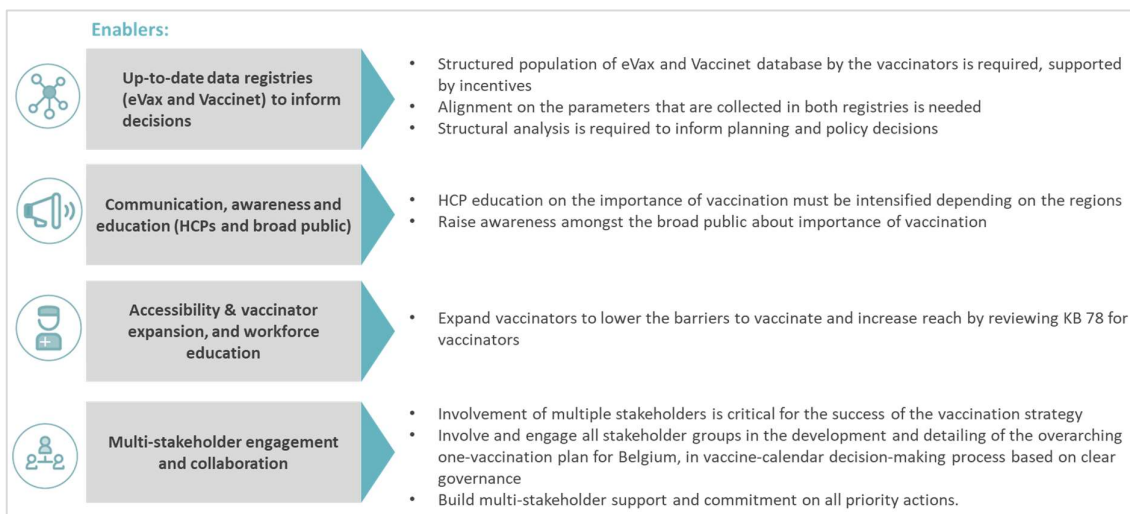 Enablers:
Up-to-date data registries
(eVax and Vaccinet) to inform
decisions
• Structured population of eVax and Vaccinet database by the vaccinators is required, supported
by incentives
• Alignment on the parameters that are collected in both registries is needed
• Structural analysis is required to inform planning and policy decisions
Communication, awareness and
education (HCPs and broad public)
• HCP education on the importance of vaccination must be intensified depending on the regions
• Raise awareness amongst the broad public about importance of vaccination
Accessibility & vaccinator
expansion, and workforce
education
• Expand vaccinators to lower the barriers to vaccinate and increase reach by reviewing KB 78 for
vaccinators
Multi-stakeholder engagement
and collaboration
• Involvement of multiple stakeholders is critical for the success of the vaccination strategy
• Involve and engage all stakeholder groups in the development and detailing of the overarching
one-vaccination plan for Belgium, in vaccine-calendar decision-making process based on clear
governance
• Build multi-stakeholder support and commitment on all priority actions.